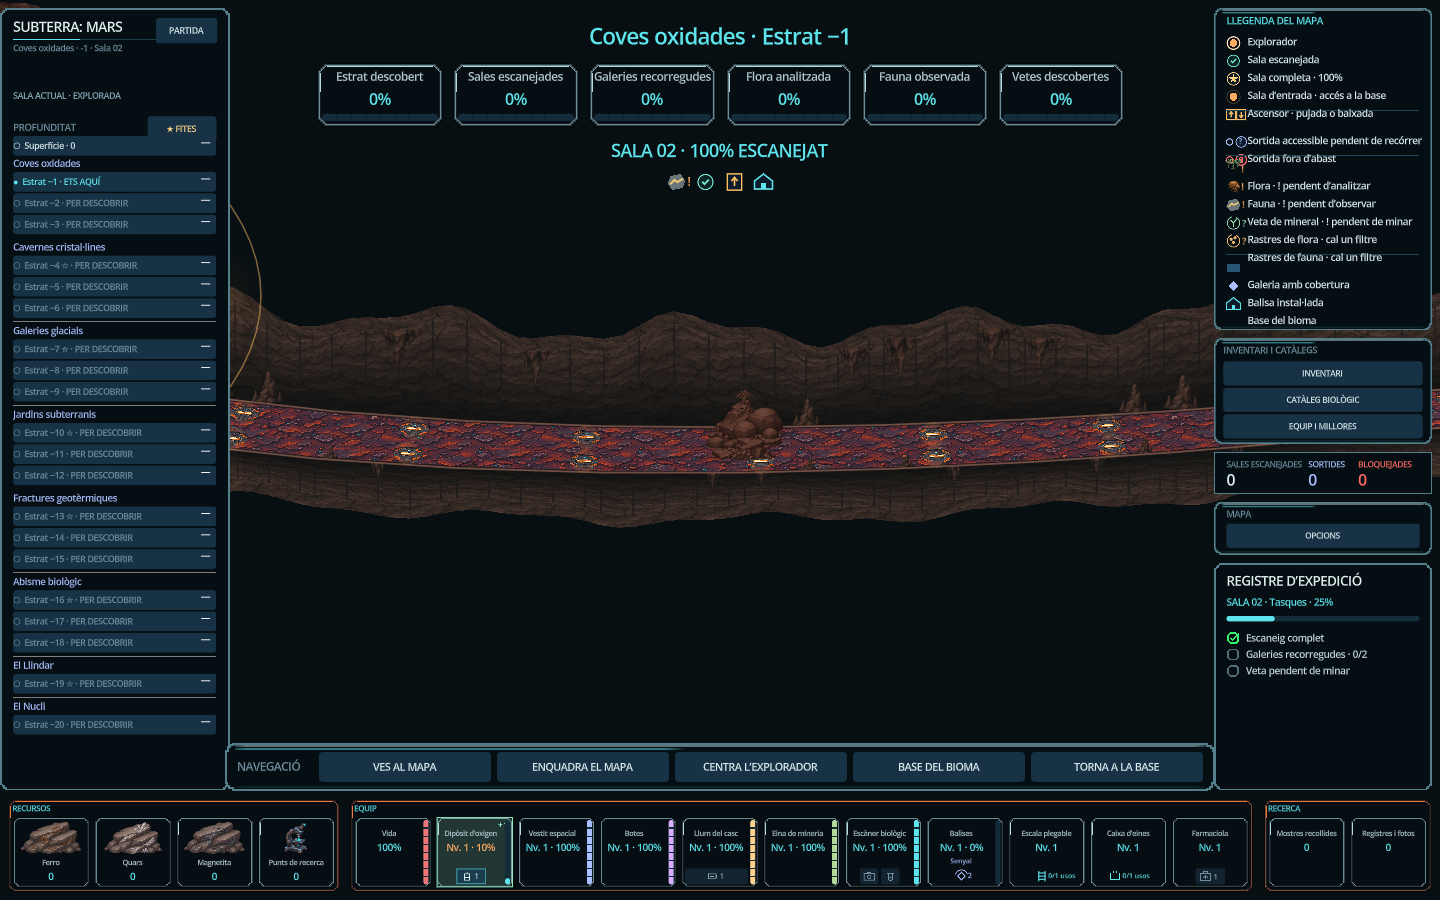 SUBTERRA: MARS
PARTIDA
Coves oxidades · -1 · Sala 02
SALA ACTUAL · EXPLORADA
PROFUNDITAT
★ FITES
Superfície · 0
Coves oxidades
Estrat −1 · ETS AQUÍ
Estrat −2 · PER DESCOBRIR
Estrat −3 · PER DESCOBRIR
Cavernes cristal·lines
Estrat −4 ☆ · PER DESCOBRIR
Estrat −5 · PER DESCOBRIR
Estrat −6 · PER DESCOBRIR
Galeries glacials
Estrat −7 ☆ · PER DESCOBRIR
Estrat −8 · PER DESCOBRIR
Estrat −9 · PER DESCOBRIR
Jardins subterranis
Estrat −10 ☆ · PER DESCOBRIR
Estrat −11 · PER DESCOBRIR
Estrat −12 · PER DESCOBRIR
Fractures geotèrmiques
Estrat −13 ☆ · PER DESCOBRIR
Estrat −14 · PER DESCOBRIR
Estrat −15 · PER DESCOBRIR
Abisme biològic
Estrat −16 ☆ · PER DESCOBRIR
Estrat −17 · PER DESCOBRIR
Estrat −18 · PER DESCOBRIR
El Llindar
Estrat −19 ☆ · PER DESCOBRIR
El Nucli
Estrat −20 · PER DESCOBRIR
Coves oxidades · Estrat −1
Estrat descobert
0%
Sales escanejades
0%
Galeries recorregudes
0%
Flora analitzada
0%
Fauna observada
0%
Vetes descobertes
0%
SALA 02 · 100% ESCANEJAT
!
LLEGENDA DEL MAPA
Explorador
Sala escanejada
Sala completa · 100%
Sala d'entrada · accés a la base
Ascensor · pujada o baixada
Sortida accessible pendent de recórrer
Sortida fora d'abast
! Flora · ! pendent d'analitzar
! Fauna · ! pendent d'observar
? Veta de mineral · ! pendent de minar
? Rastres de flora · cal un filtre
Rastres de fauna · cal un filtre
Galeria amb cobertura
Balisa instal·lada
Base del bioma
INVENTARI I CATÀLEGS
INVENTARI
CATÀLEG BIOLÒGIC
EQUIP I MILLORES
SALES ESCANEJADES SORTIDES BLOQUEJADES
0 0 0
MAPA
OPCIONS
REGISTRE D'EXPEDICIÓ
SALA 02 · Tasques · 25%
Escaneig complet
Galeries recorregudes · 0/2
Veta pendent de minar
NAVEGACIÓ
VES AL MAPA
ENQUADRA EL MAPA
CENTRA L'EXPLORADOR
BASE DEL BIOMA
TORNA A LA BASE
RECURSOS
Ferro
0
Quars
0
Magnetita
0
Punts de recerca
0
EQUIP
Vida
100%
Dipòsit d'oxigen
Nv. 1 · 10%
1
Vestit espacial
Nv. 1 · 100%
Botes
Nv. 1 · 100%
Llum del casc
Nv. 1 · 100%
1
Eina de mineria
Nv. 1 · 100%
Escàner biològic
Nv. 1 · 100%
Balises
Nv. 1 · 0%
Senyal
2
Escala plegable
Nv. 1
0/1 usos
Caixa d'eines
Nv. 1
0/1 usos
Farmaciola
Nv. 1
1
RECERCA
Mostres recollides
0
Registres i fotos
0